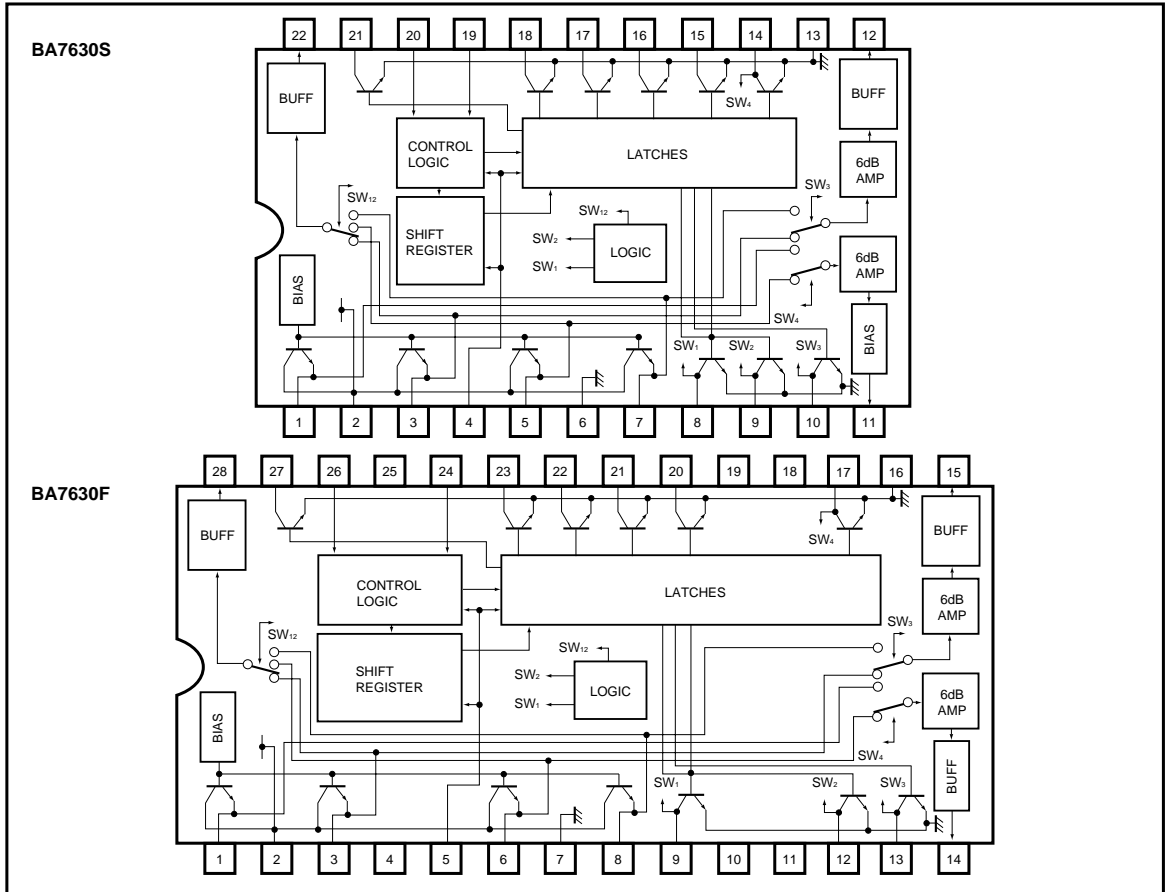 BA7630S
22 21 20 19 18 17 16 15 14 13 12
BUFF
SW4
BUFF
CONTROL
LOGIC
LATCHES
6dB
AMP
SW12
SW3
SHIFT
REGISTER
SW12
SW2
LOGIC
SW1
6dB
AMP
BIAS
SW4
SW1
SW2
SW3
BIAS
1 2 3 4 5 6 7 8 9 10 11
BA7630F
28 27 26 25 24 23 22 21 20 19 18 17 16 15
BUFF
SW4
BUFF
CONTROL
LOGIC
LATCHES
6dB
AMP
SW12
SW3
SHIFT
REGISTER
SW12
SW2
LOGIC
SW1
6dB
AMP
BIAS
SW4
SW1
SW2
SW3
BUFF
1 2 3 4 5 6 7 8 9 10 11 12 13 14